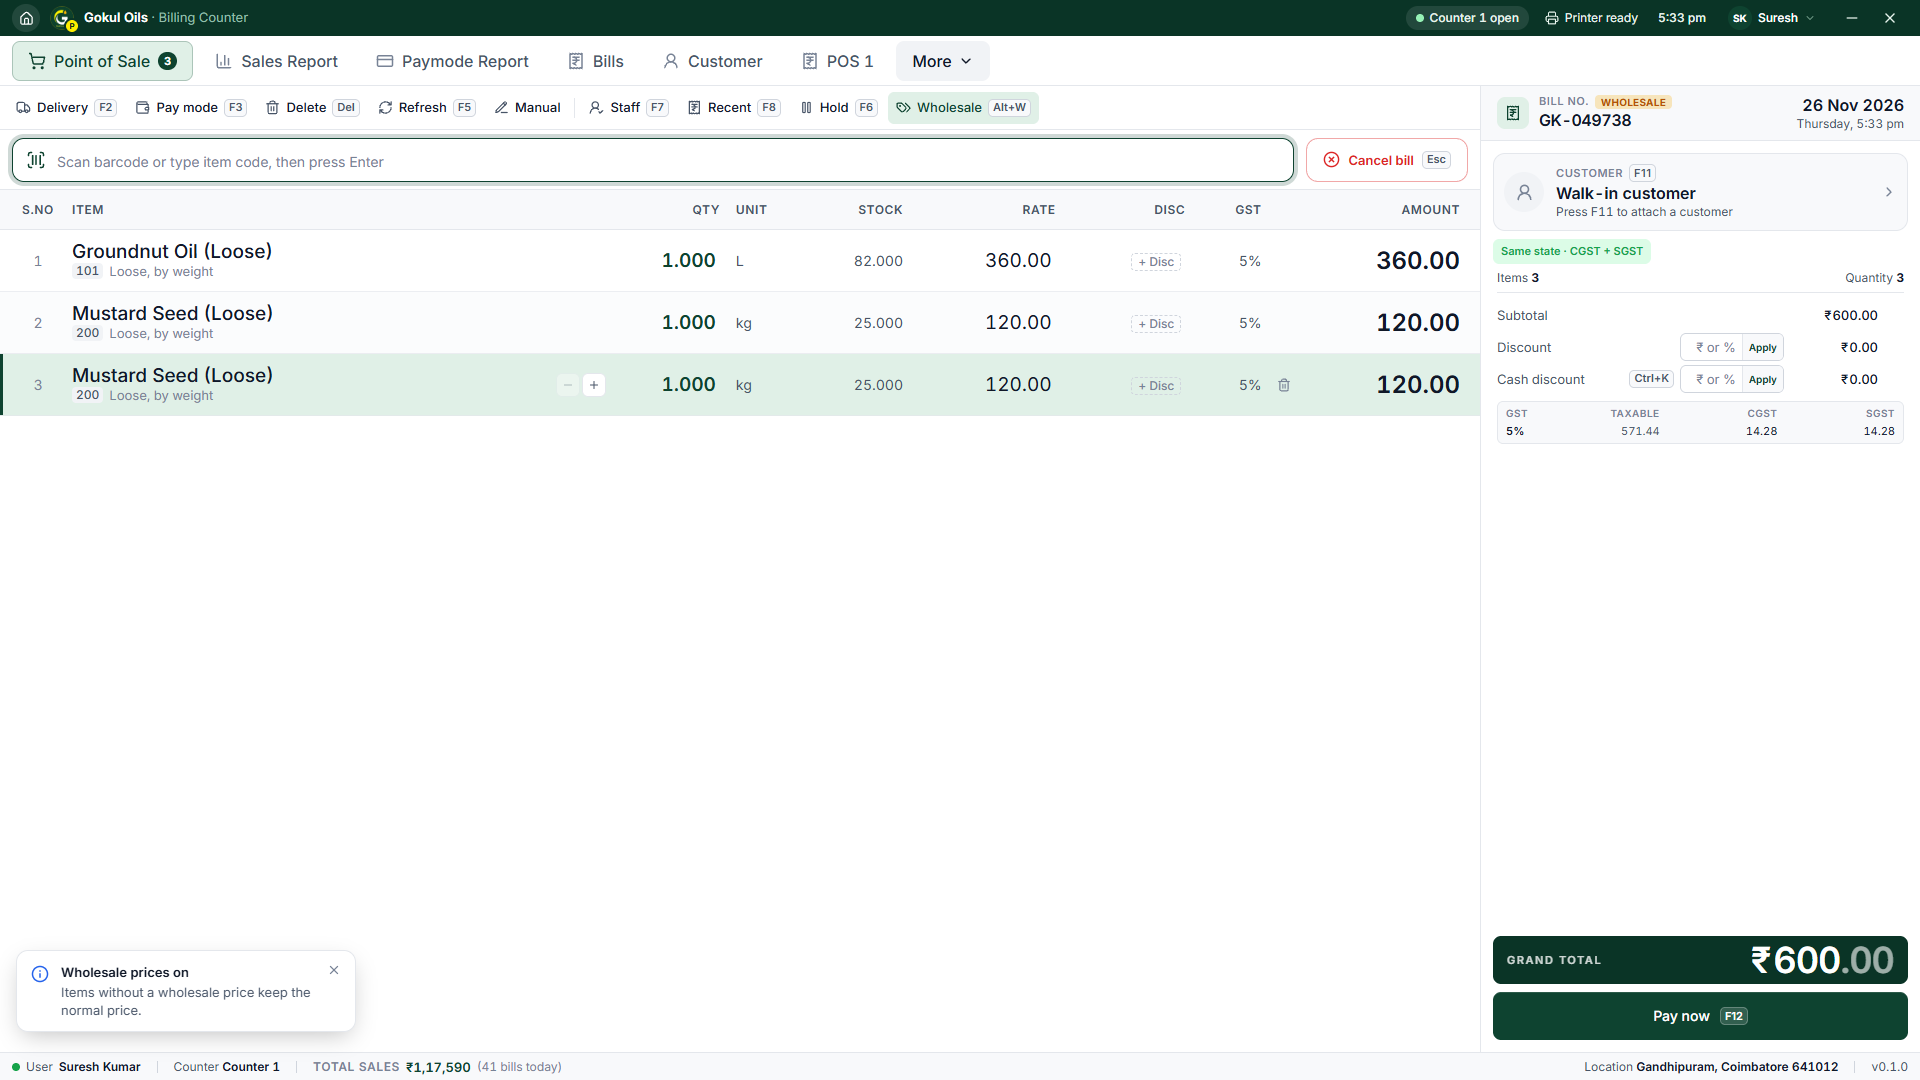 Gokul Oils · Billing Counter
Counter 1 open
Printer ready
5:33 pm
SK Suresh
Point of Sale 3
Sales Report
Paymode Report
Bills
Customer
POS 1
More
Delivery F2
Pay mode F3
Delete Del
Refresh F5
Manual
Staff F7
Recent F8
Hold F6
Wholesale Alt+W
Scan barcode or type item code, then press Enter
Cancel bill Esc
S.NO ITEM QTY UNIT STOCK RATE DISC GST AMOUNT
1 Groundnut Oil (Loose) 1.000 L 82.000 360.00 + Disc 5% 360.00
101 Loose, by weight
2 Mustard Seed (Loose) 1.000 kg 25.000 120.00 + Disc 5% 120.00
200 Loose, by weight
3 Mustard Seed (Loose) − + 1.000 kg 25.000 120.00 + Disc 5% 120.00
200 Loose, by weight
BILL NO. WHOLESALE
GK-049738
26 Nov 2026
Thursday, 5:33 pm
CUSTOMER F11
Walk-in customer
Press F11 to attach a customer
Same state · CGST + SGST
Items 3 Quantity 3
Subtotal ₹600.00
Discount ₹ or % Apply ₹0.00
Cash discount Ctrl+K ₹ or % Apply ₹0.00
GST TAXABLE CGST SGST
5% 571.44 14.28 14.28
GRAND TOTAL ₹600.00
Pay now F12
Wholesale prices on
Items without a wholesale price keep the
normal price.
User Suresh Kumar
Counter Counter 1
TOTAL SALES ₹1,17,590 (41 bills today)
Location Gandhipuram, Coimbatore 641012
v0.1.0